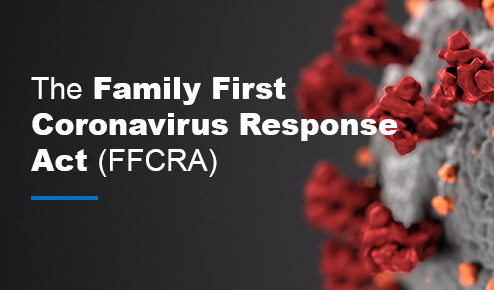 The Family First
Coronavirus Response
Act (FFCRA)